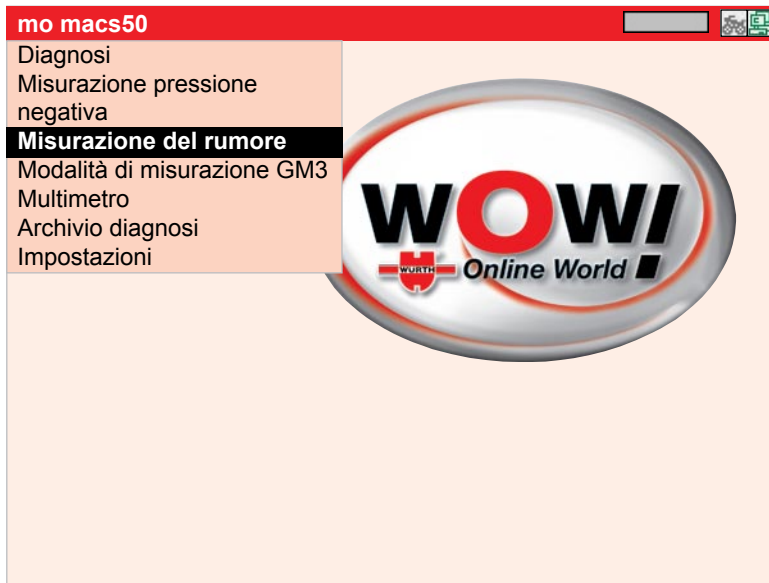 mo macs50
Diagnosi
Misurazione pressione
negativa
Misurazione del rumore
Modalità di misurazione GM3
Multimetro
Archivio diagnosi
Impostazioni
WOW!
WURTH Online World